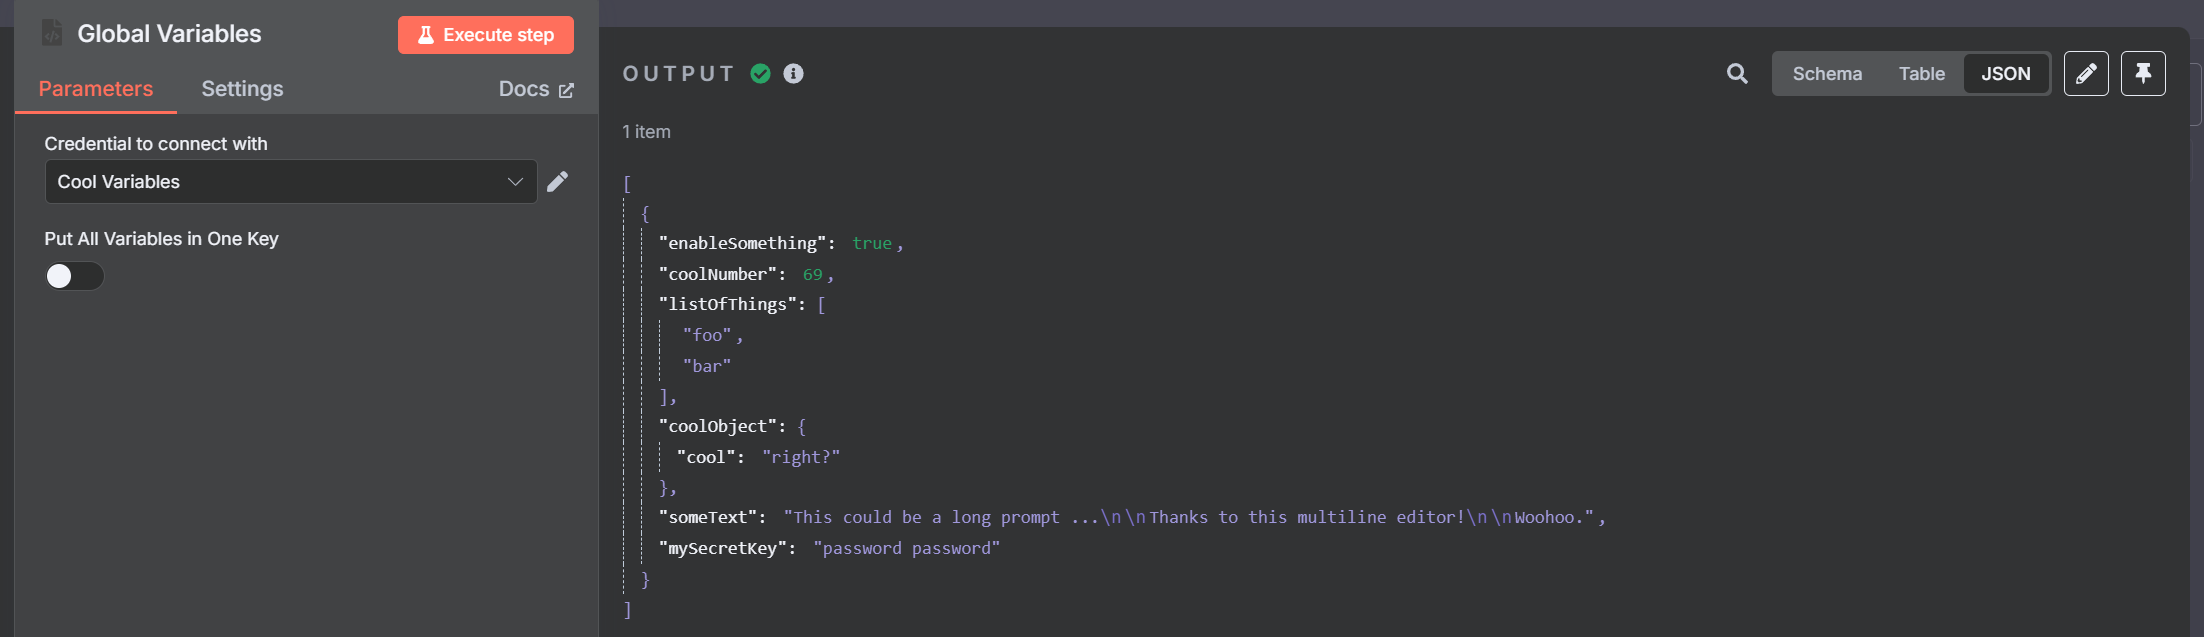 Global Variables
Execute step
Parameters
Settings
Docs
Credential to connect with
Cool Variables
Put All Variables in One Key
OUTPUT
Schema
Table
JSON
1 item
[
{
"enableSomething": true,
"coolNumber": 69,
"listOfThings": [
"foo",
"bar"
],
"coolObject": {
"cool": "right?"
},
"someText": "This could be a long prompt ...\n\nThanks to this multiline editor!\n\nWoohoo.",
"mySecretKey": "password password"
}
]